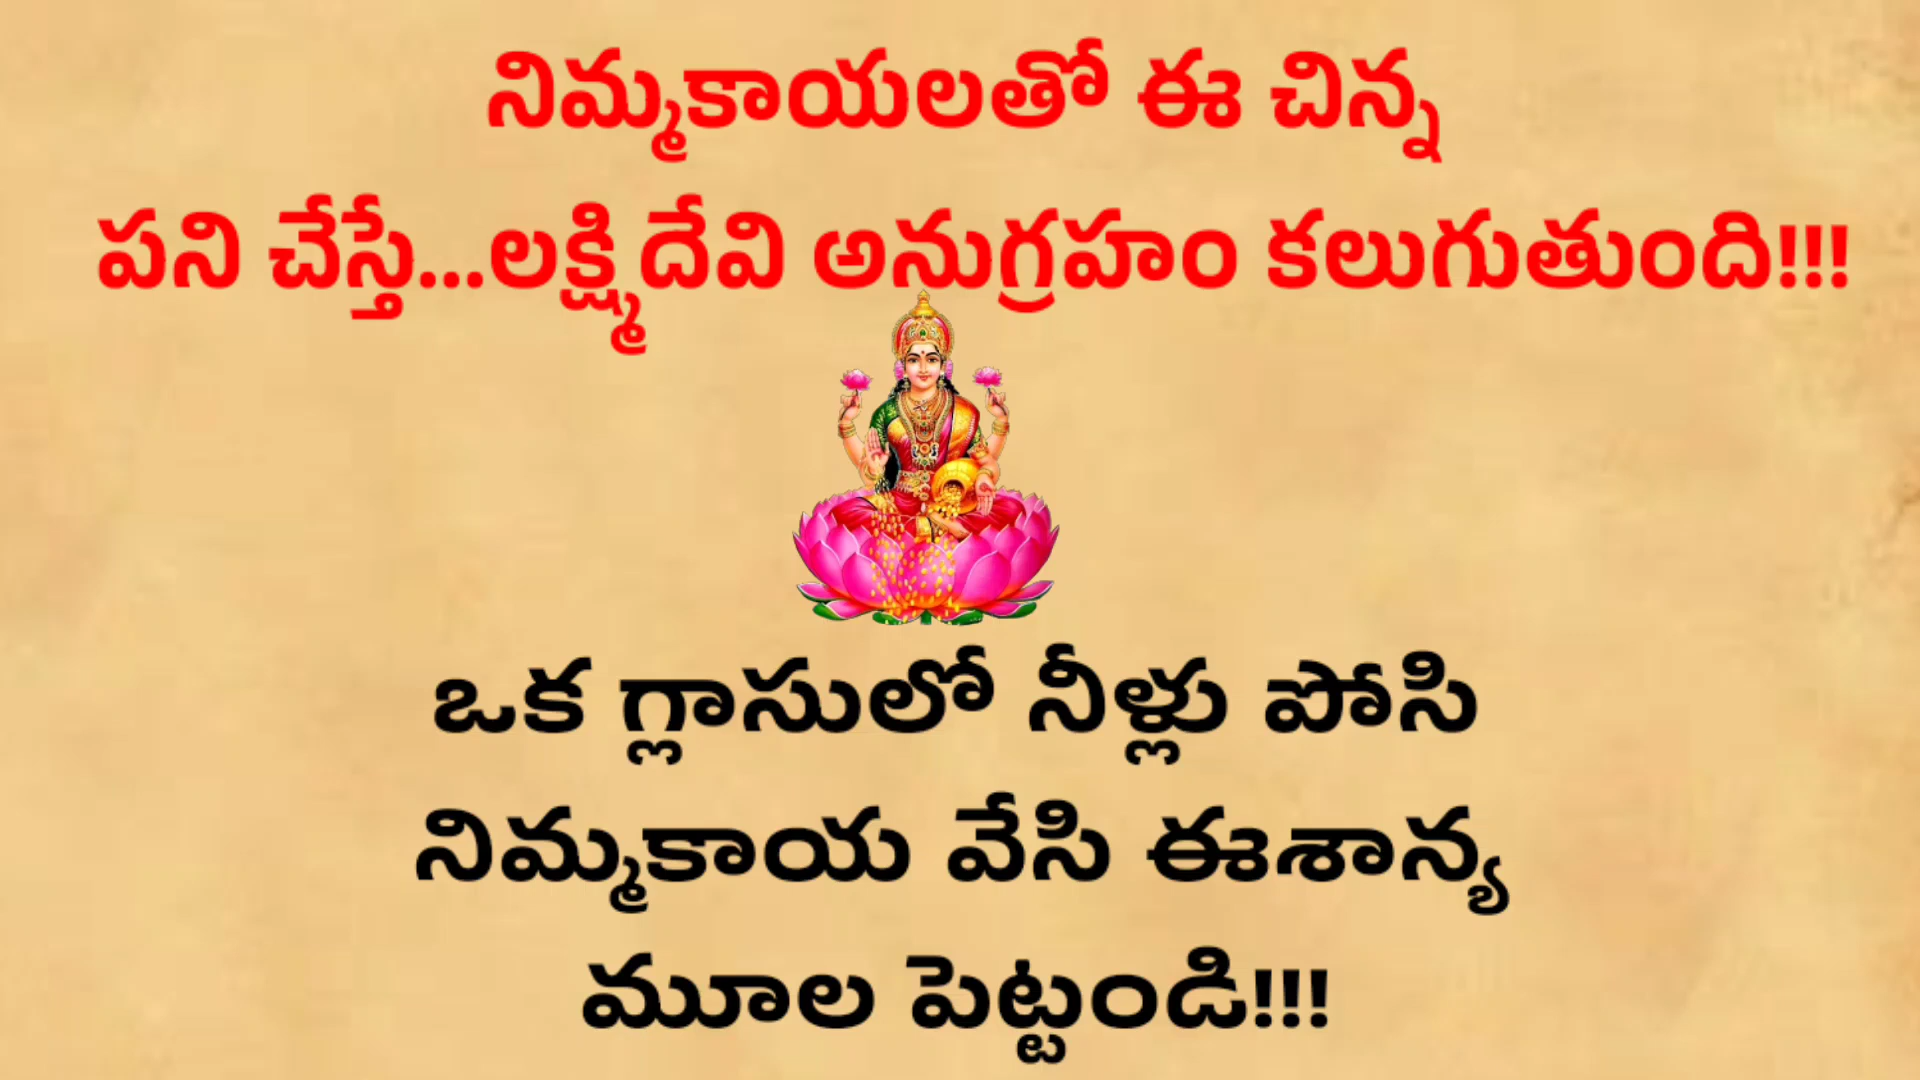 నిమ్మకాయలతో ఈ చిన్న
పని చేస్తే...లక్ష్మిదేవి అనుగ్రహం కలుగుతుంది!!!
ఒక గ్లాసులో నీళ్లు పోసి
నిమ్మకాయ వేసి ఈశాన్య
మూల పెట్టండి!!!